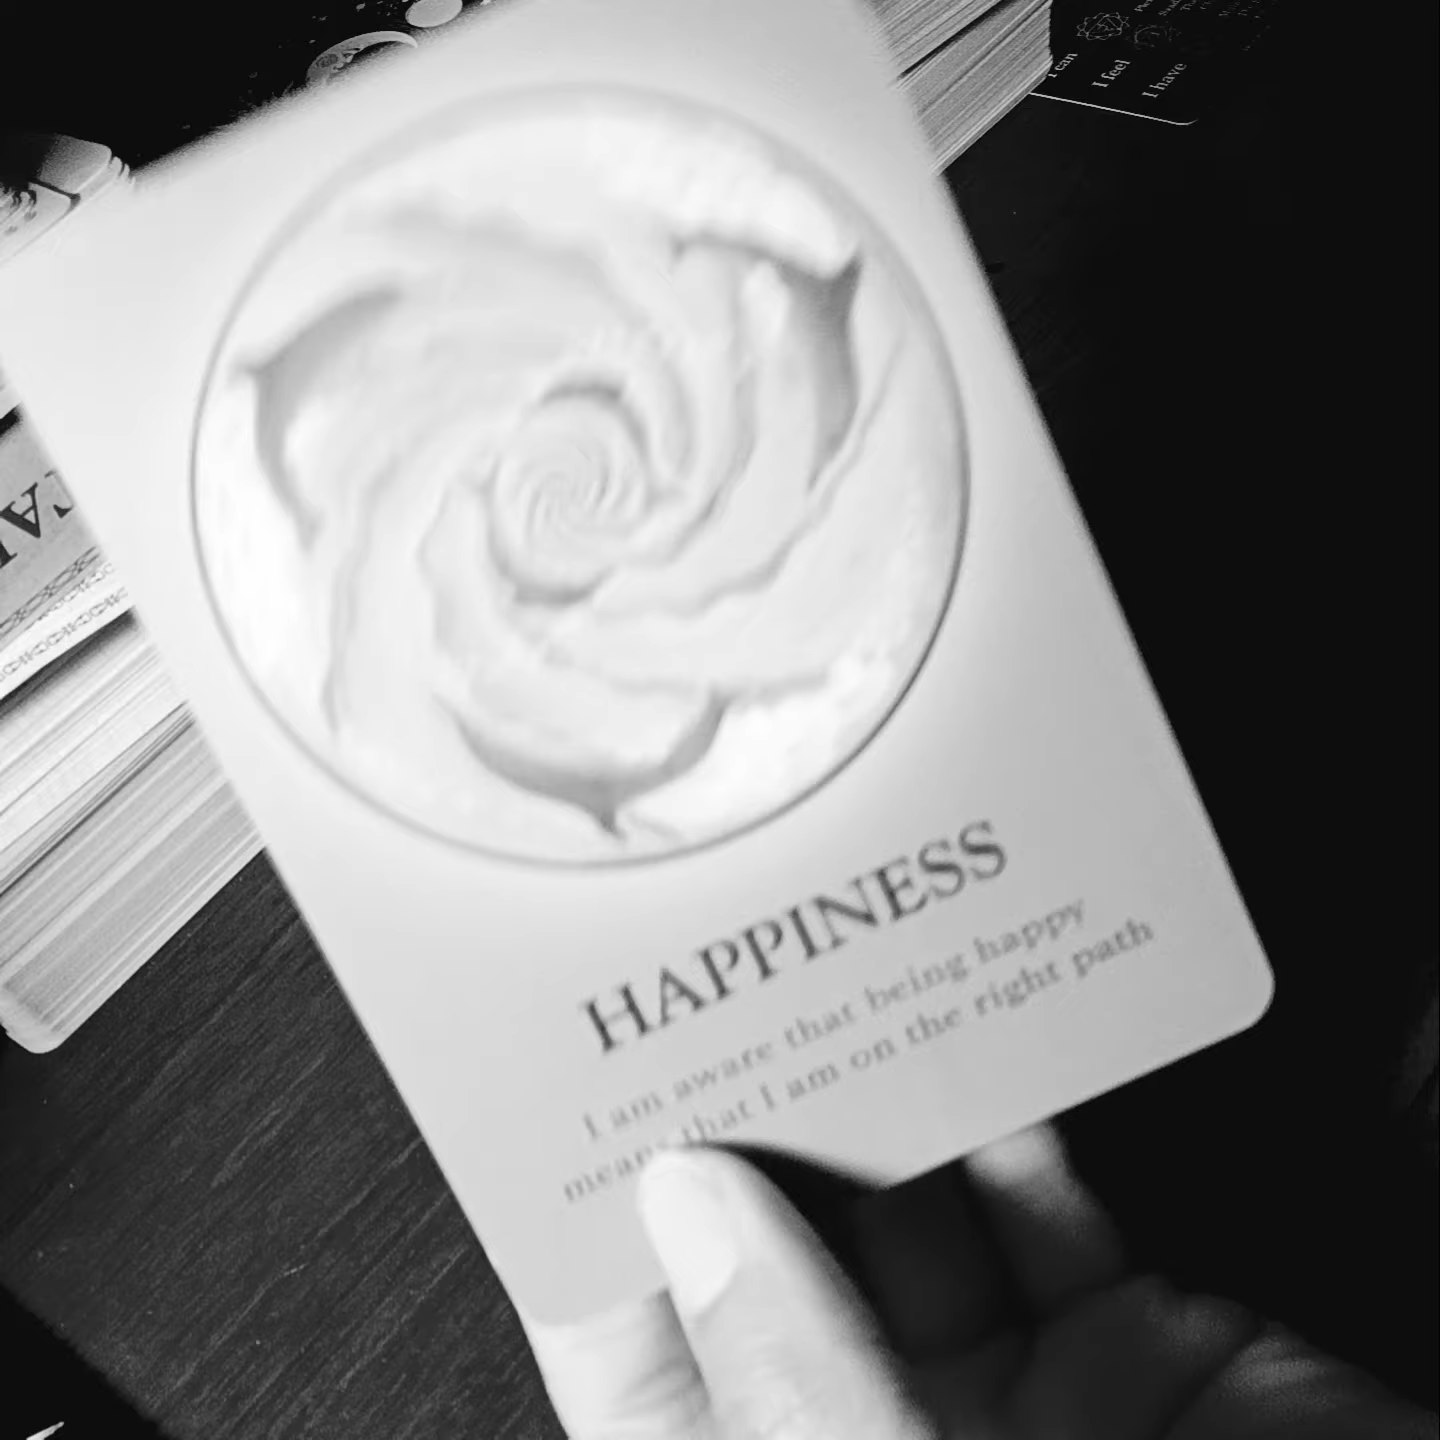 HAPPINESS
I am aware that being happy
means that I am on the right path
I can
I feel
I have